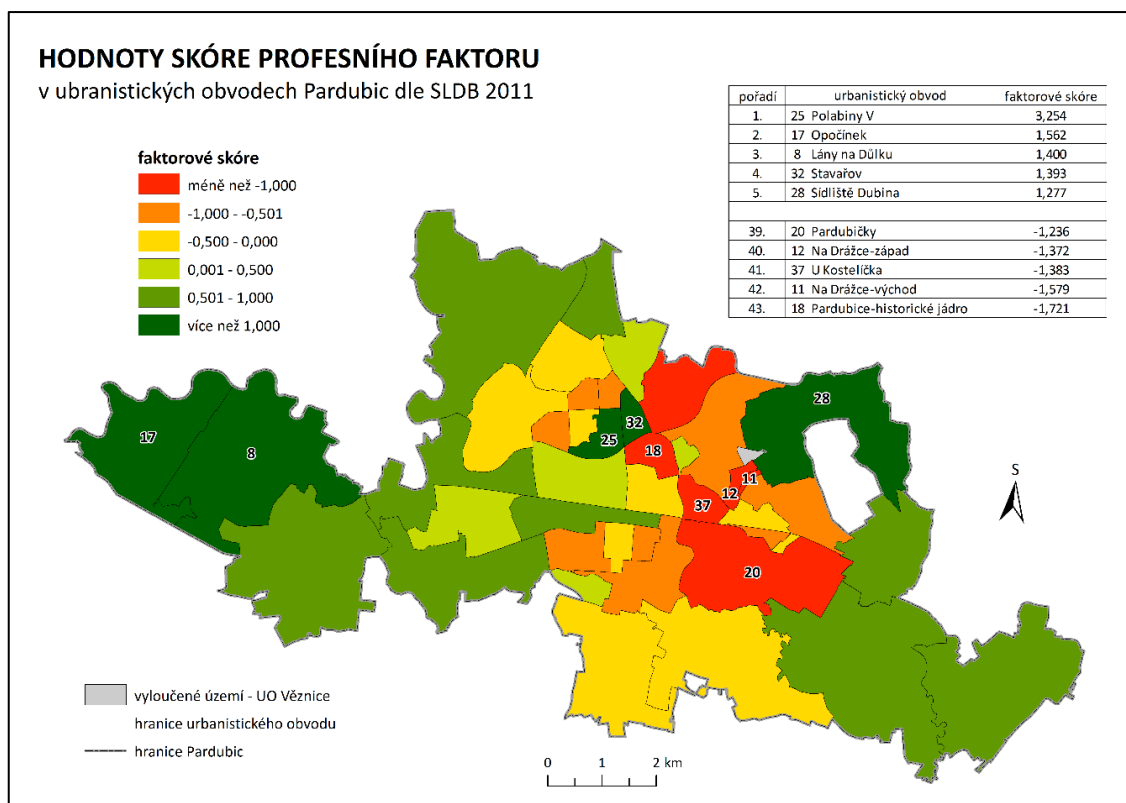 HODNOTY SKÓRE PROFESNÍHO FAKTORU
v ubranistických obvodech Pardubic dle SLDB 2011
pořadí urbanistický obvod faktorové skóre
1. 25 Polabiny V 3,254
2. 17 Opočínek 1,562
3. 8 Lány na Důlku 1,400
4. 32 Stavařov 1,393
5. 28 Sídliště Dubina 1,277
39. 20 Pardubičky -1,236
40. 12 Na Drážce-západ -1,372
41. 37 U Kostelíčka -1,383
42. 11 Na Drážce-východ -1,579
43. 18 Pardubice-historické jádro -1,721
faktorové skóre
méně než -1,000
-1,000 - -0,501
-0,500 - 0,000
0,001 - 0,500
0,501 - 1,000
více než 1,000
28
32
25
18
17
8
11
12
37
20
S
vyloučené území - UO Věznice
hranice urbanistického obvodu
hranice Pardubic
0 1 2 km